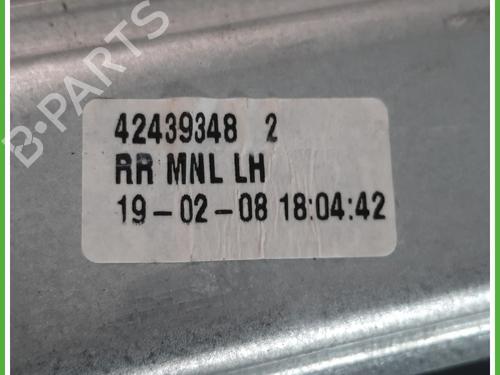 B-PARTS
42439348 2
RR MNL LH
19-02-08 18:04:42